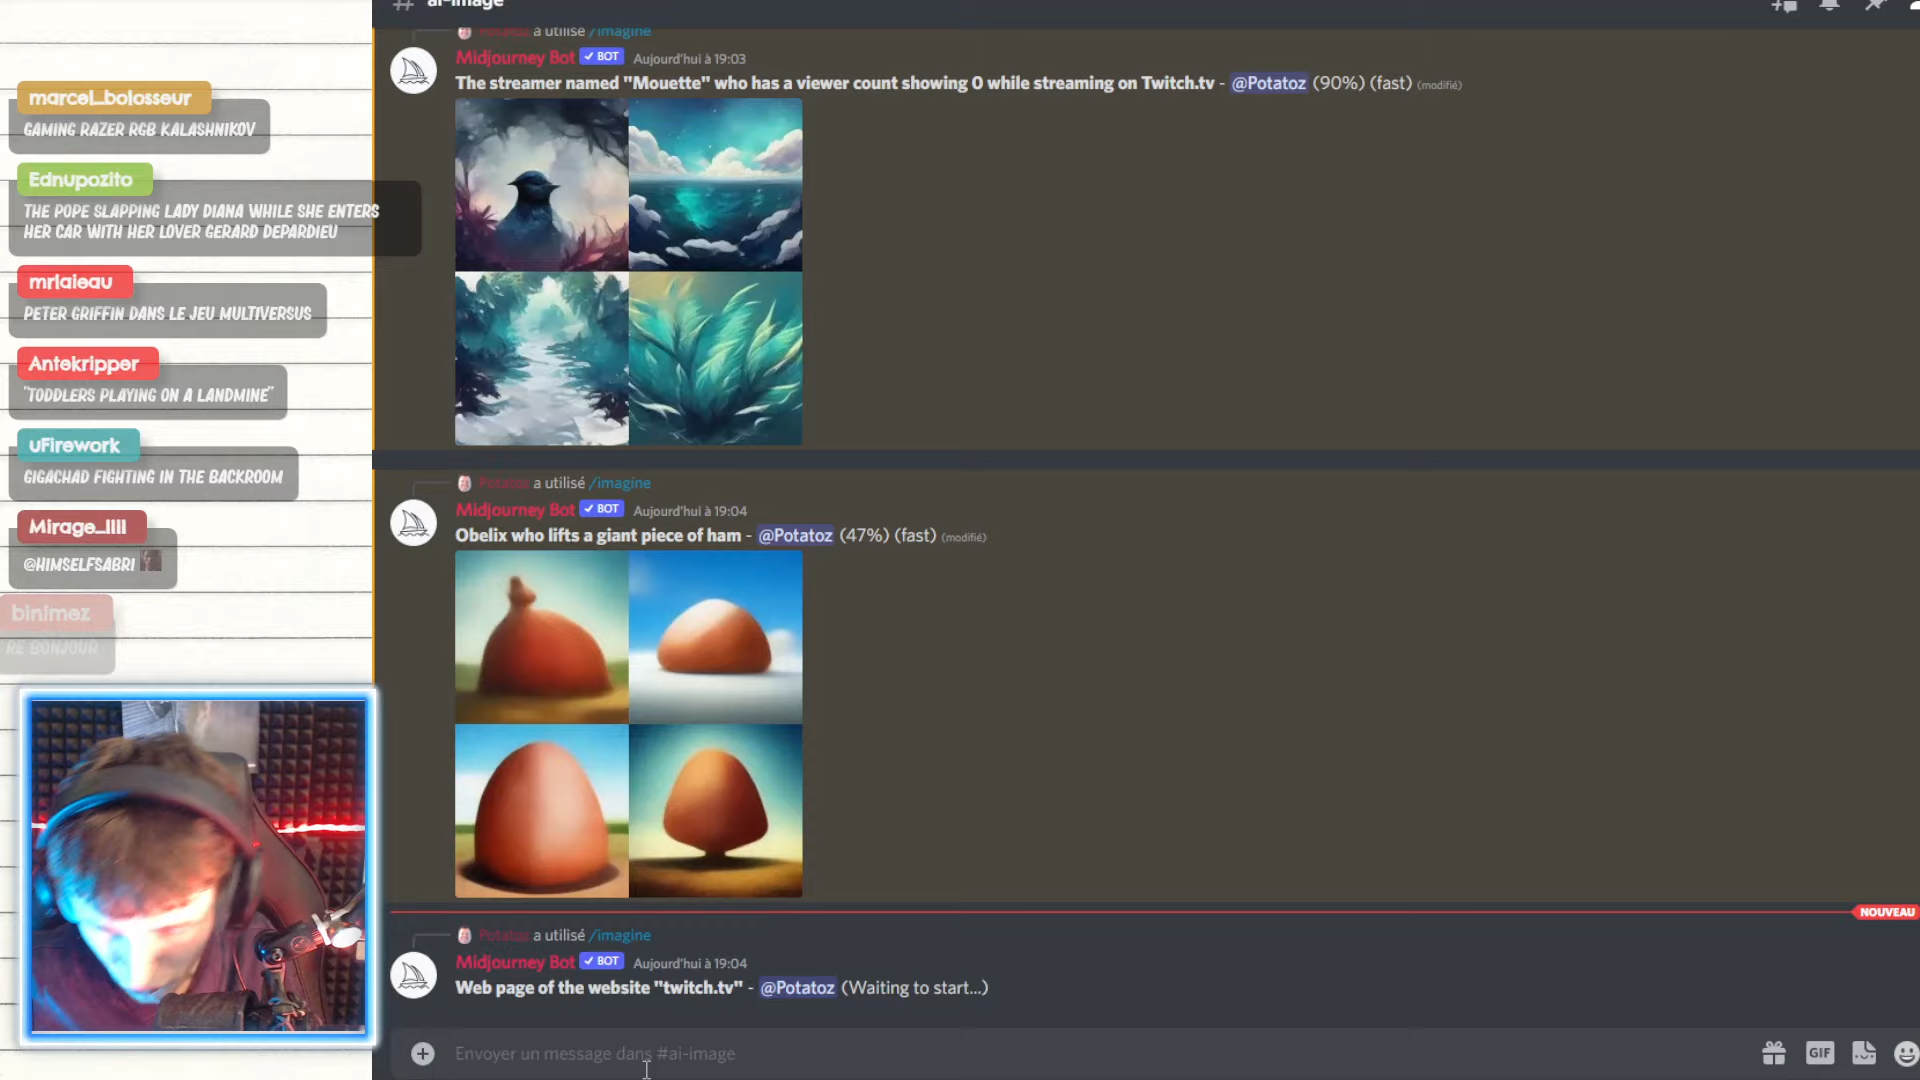 marcel_bolosseur
GAMING RAZER RGB KALASHNIKOV
Ednupozito
THE POPE SLAPPING LADY DIANA WHILE SHE ENTERS
HER CAR WITH HER LOVER GERARD DEPARDIEU
mrlaleau
PETER GRIFFIN DANS LE JEU MULTIVERSUS
Antekripper
"TODDLERS PLAYING ON A LANDMINE"
uFirework
GIGACHAD FIGHTING IN THE BACKROOM
Mirage_llll
@HIMSELFSABRI
binimez
RE BONJOUR
ai-image
Potatoz a utilisé /imagine
Midjourney Bot BOT Aujourd'hui à 19:03
The streamer named "Mouette" who has a viewer count showing 0 while streaming on Twitch.tv - @Potatoz (90%) (fast) (modifié)
Potatoz a utilisé /imagine
Midjourney Bot BOT Aujourd'hui à 19:04
Obelix who lifts a giant piece of ham - @Potatoz (47%) (fast) (modifié)
NOUVEAU
Potatoz a utilisé /imagine
Midjourney Bot BOT Aujourd'hui à 19:04
Web page of the website "twitch.tv" - @Potatoz (Waiting to start...)
Envoyer un message dans #ai-image
GIF